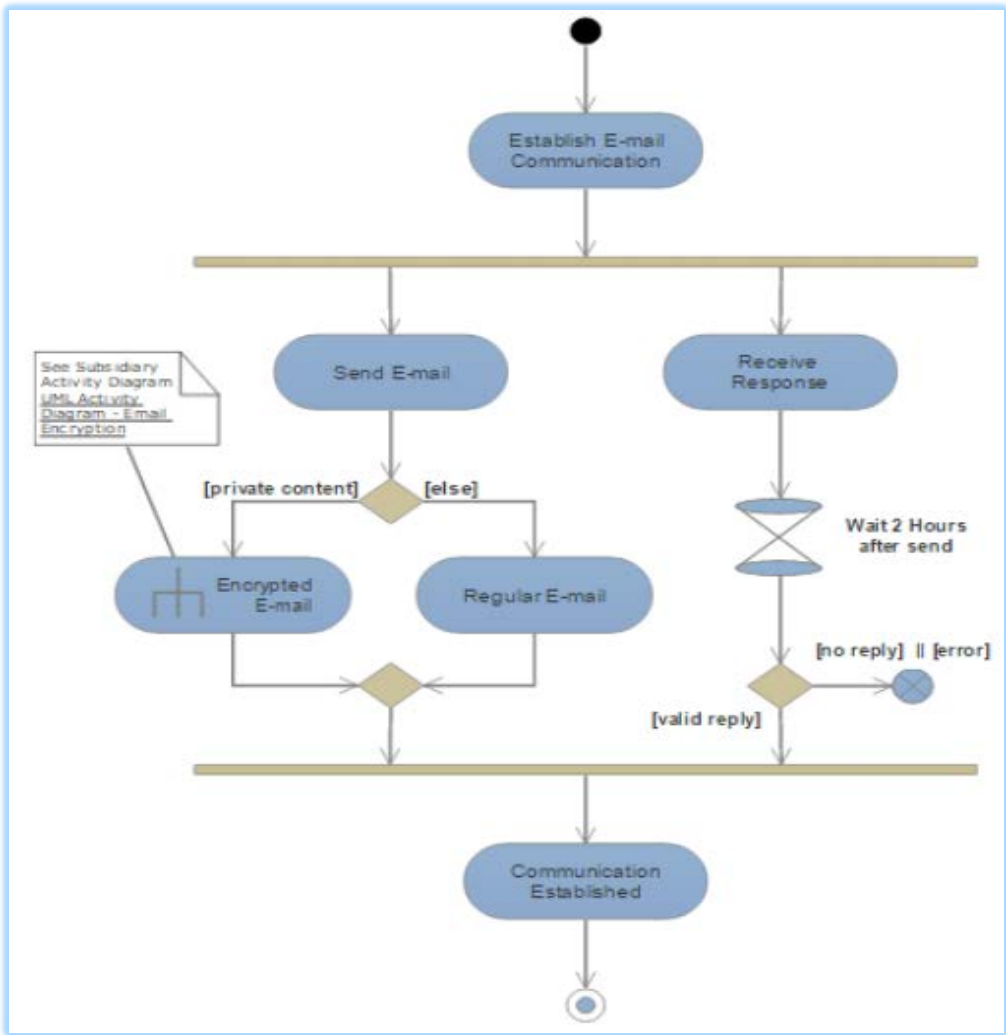 Establish E-mail
Communication
Send E-mail
Receive
Response
See Subsidiary
Activity Diagram
UML Activity
Diagram - Email
Encryption
[private content]
[else]
Wait 2 Hours
after send
Encrypted
E-mail
Regular E-mail
[no reply] || [error]
[valid reply]
Communication
Established